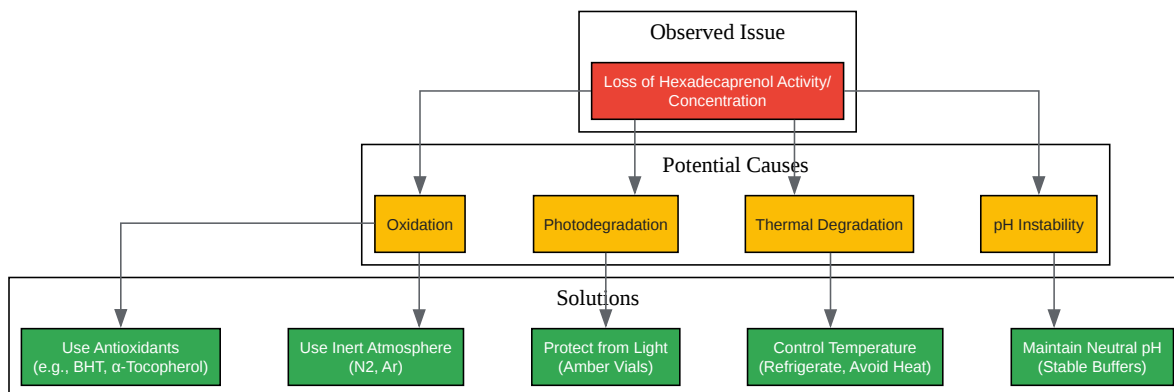 Observed Issue
Loss of Hexadecaprenol Activity/
Concentration
Potential Causes
Oxidation
Photodegradation
Thermal Degradation
pH Instability
Solutions
Use Antioxidants
(e.g., BHT, α-Tocopherol)
Use Inert Atmosphere
(N2, Ar)
Protect from Light
(Amber Vials)
Control Temperature
(Refrigerate, Avoid Heat)
Maintain Neutral pH
(Stable Buffers)